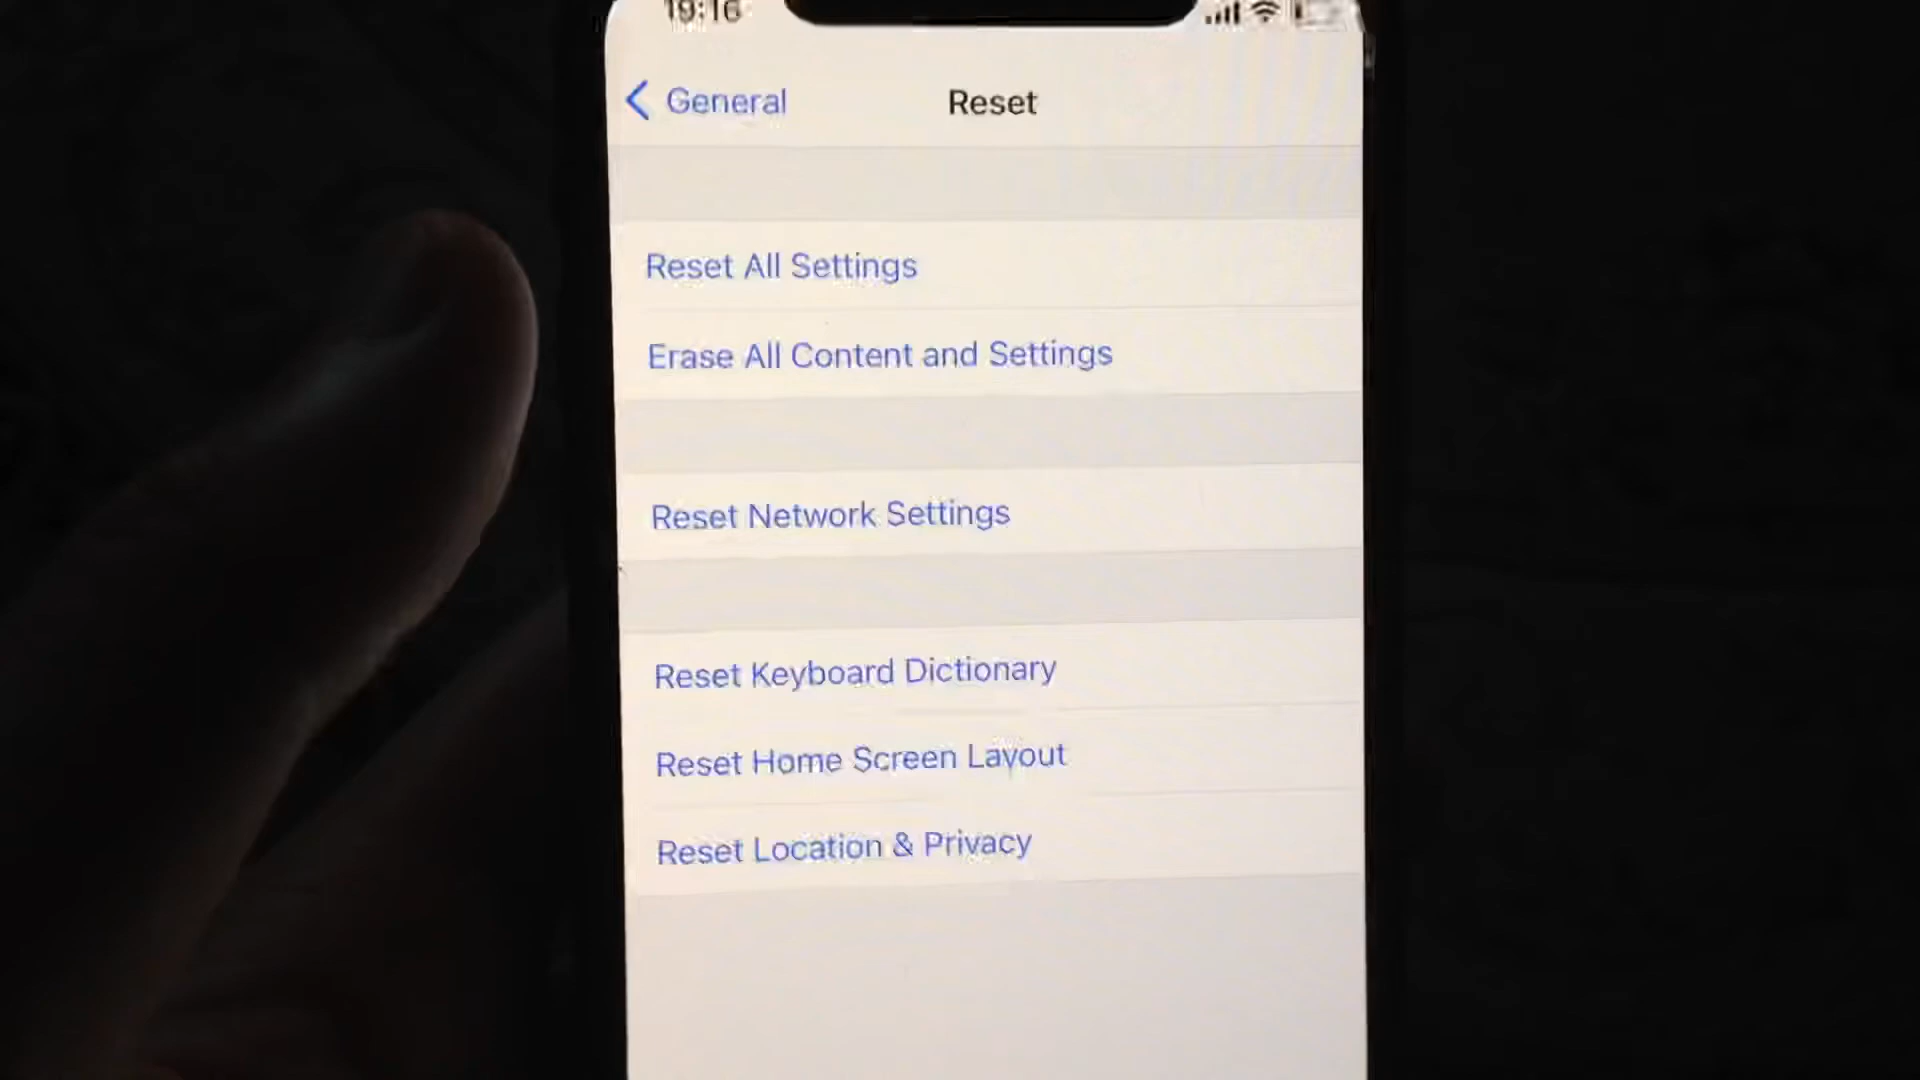 19:16
General
Reset
Reset All Settings
Erase All Content and Settings
Reset Network Settings
Reset Keyboard Dictionary
Reset Home Screen Layout
Reset Location & Privacy